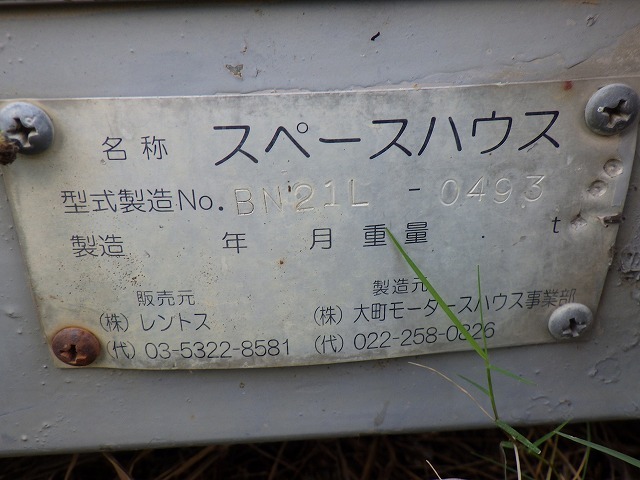 名称 スペースハウス
型式製造No. BN21L - 0493
製造 年 月 重量 . t
販売元 製造元
(株) レントス (株) 大町モータースハウス事業部
(代) 03-5322-8581 (代) 022-258-0826